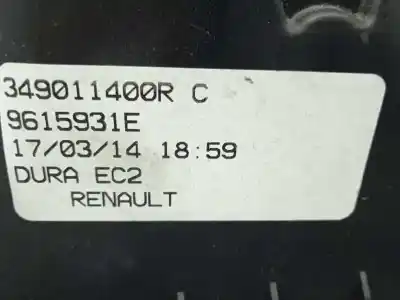 349011400R C
9615931E
17/03/14 18:59
DURA EC2
RENAULT